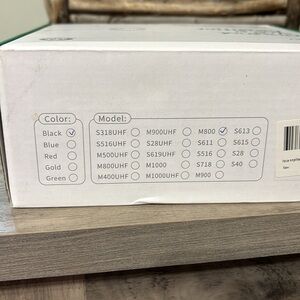 Color:
Model:
Black
S318UHF M900UHF M800 S613
Blue
S516UHF S28UHF S611 S615
Red
M500UHF S619UHF S516 S28
Gold
M800UHF M1000 S718 S40
Green
M400UHF M1000UHF M900